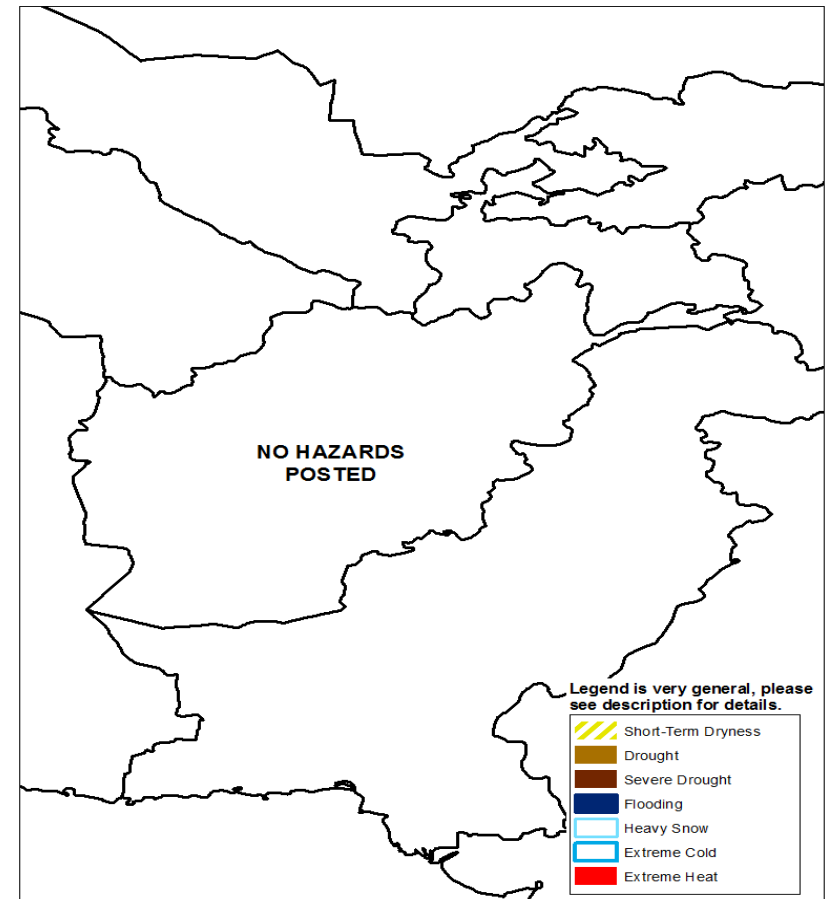 NO HAZARDS
POSTED
Legend is very general, please
see description for details.
Short-Term Dryness
Drought
Severe Drought
Flooding
Heavy Snow
Extreme Cold
Extreme Heat